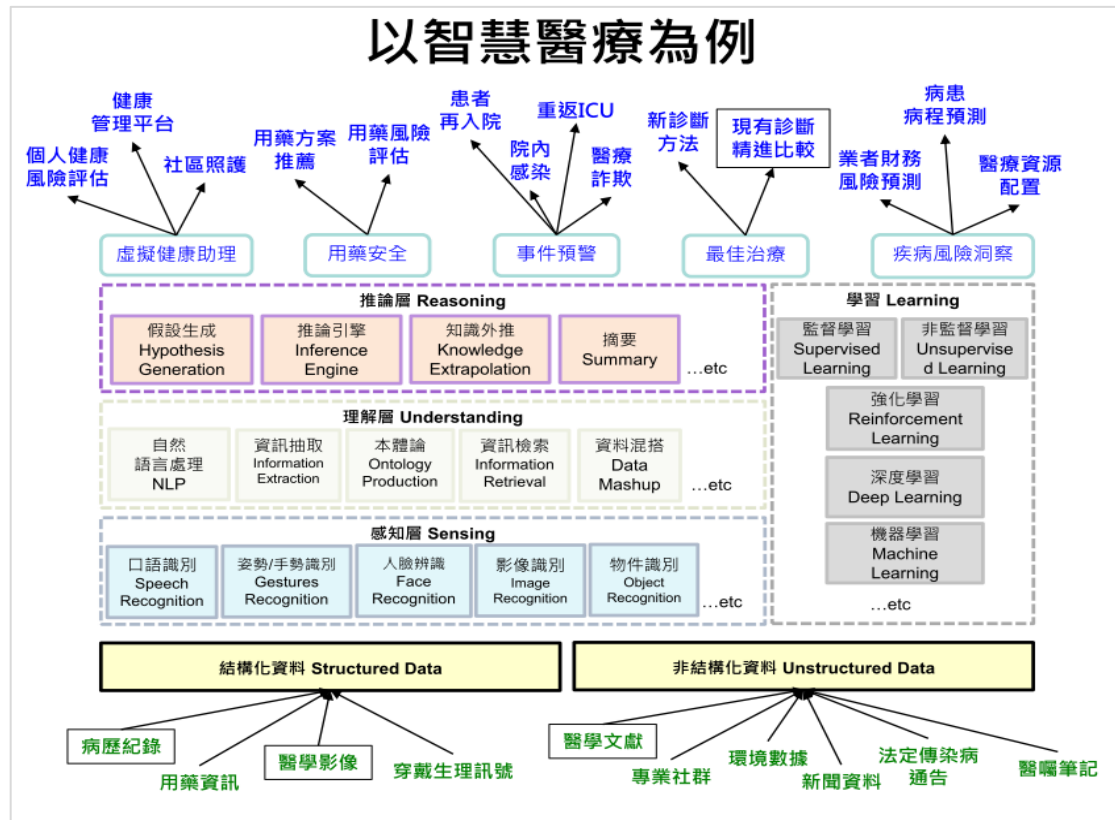 以智慧醫療為例
健康
管理平台
個人健康
風險評估
社區照護
用藥方案
推薦
用藥風險
評估
患者
再入院
院內
感染
重返ICU
醫療
詐欺
新診斷
方法
現有診斷
精進比較
業者財務
風險預測
病患
病程預測
醫療資源
配置
虛擬健康助理
用藥安全
事件預警
最佳治療
疾病風險洞察
推論層 Reasoning
假設生成
Hypothesis
Generation
推論引擎
Inference
Engine
知識外推
Knowledge
Extrapolation
摘要
Summary
...etc
理解層 Understanding
自然
語言處理
NLP
資訊抽取
Information
Extraction
本體論
Ontology
Production
資訊檢索
Information
Retrieval
資料混搭
Data
Mashup
...etc
感知層 Sensing
口語識別
Speech
Recognition
姿勢/手勢識別
Gestures
Recognition
人臉辨識
Face
Recognition
影像識別
Image
Recognition
物件識別
Object
Recognition
...etc
學習 Learning
監督學習
Supervised
Learning
非監督學習
Unsupervise
d Learning
強化學習
Reinforcement
Learning
深度學習
Deep Learning
機器學習
Machine
Learning
...etc
結構化資料 Structured Data
非結構化資料 Unstructured Data
病歷紀錄
用藥資訊
醫學影像
穿戴生理訊號
醫學文獻
專業社群
環境數據
新聞資料
法定傳染病
通告
醫囑筆記